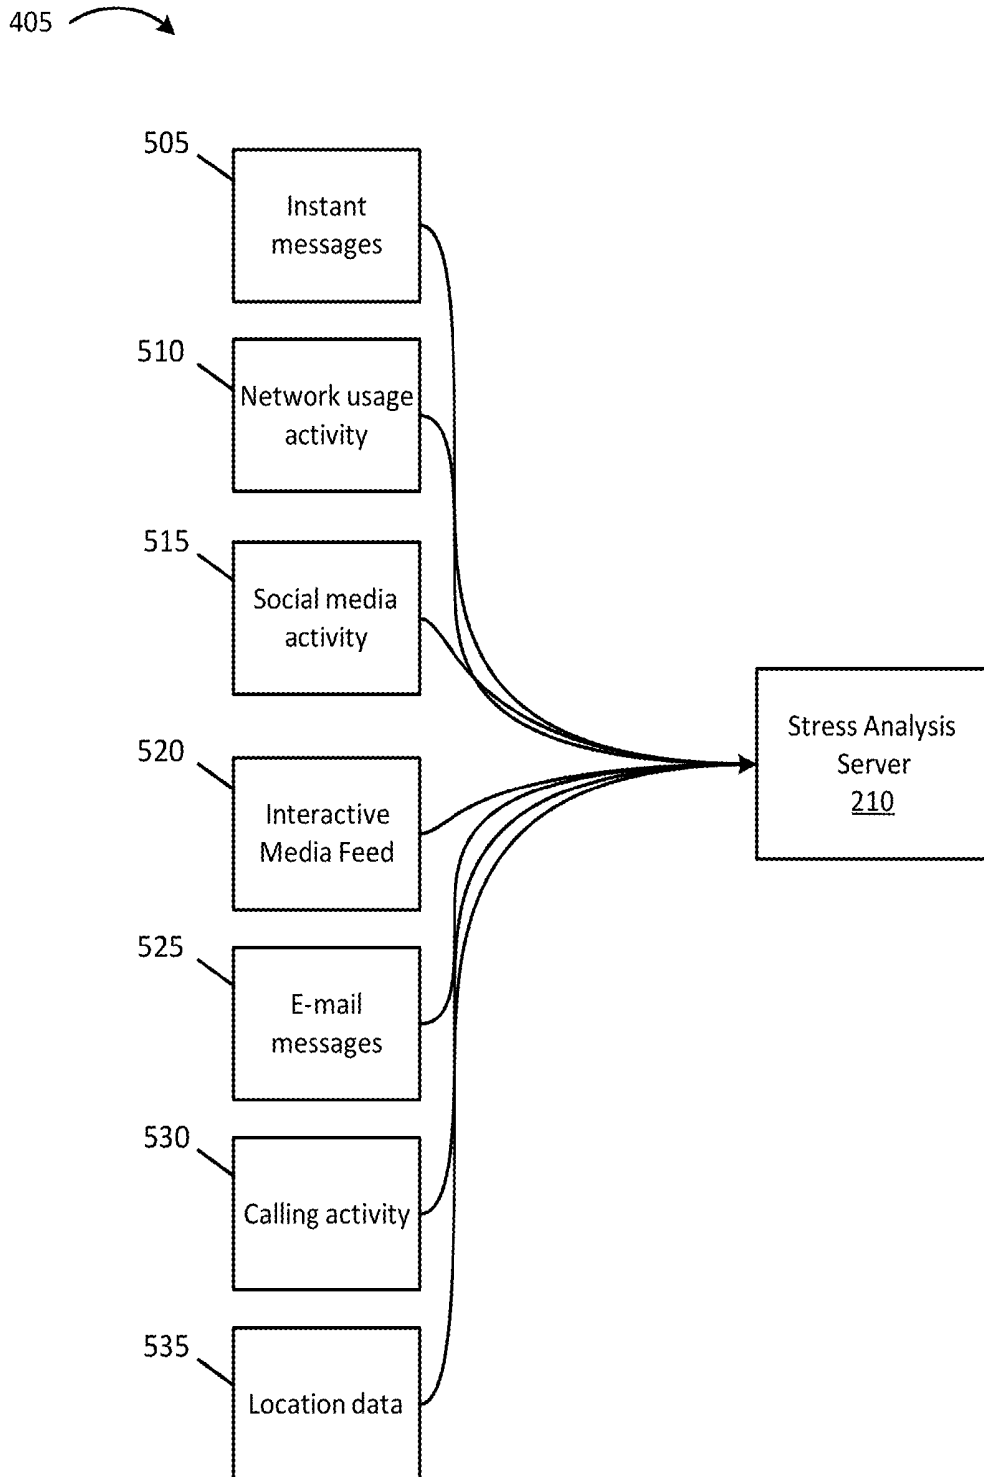 405
505
Instant
messages
510
Network usage
activity
515
Social media
activity
520
Interactive
Media Feed
525
E-mail
messages
530
Calling activity
535
Location data
Stress Analysis
Server
210